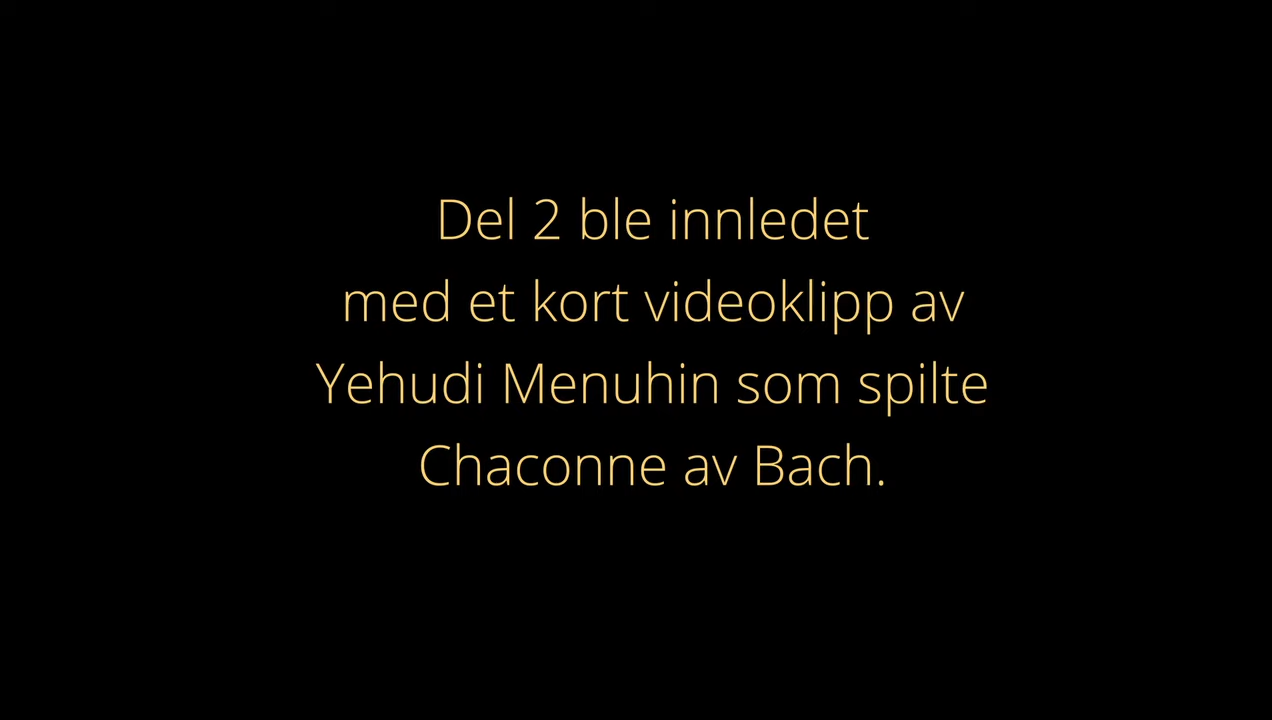 Del 2 ble innledet
med et kort videoklipp av
Yehudi Menuhin som spilte
Chaconne av Bach.